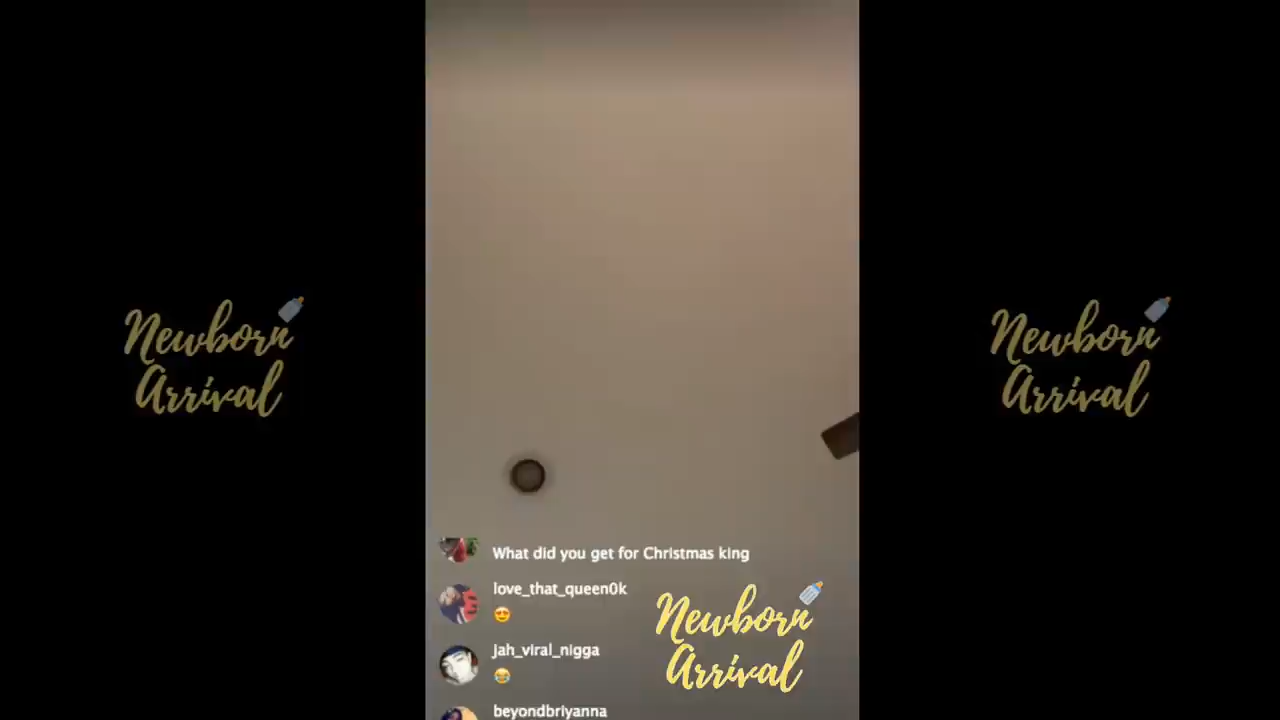 Newborn
Arrival
What did you get for Christmas king
love_that_queen0k
😍
jah_viral_nigga
😂
beyondbriyanna
Newborn
Arrival
Newborn
Arrival